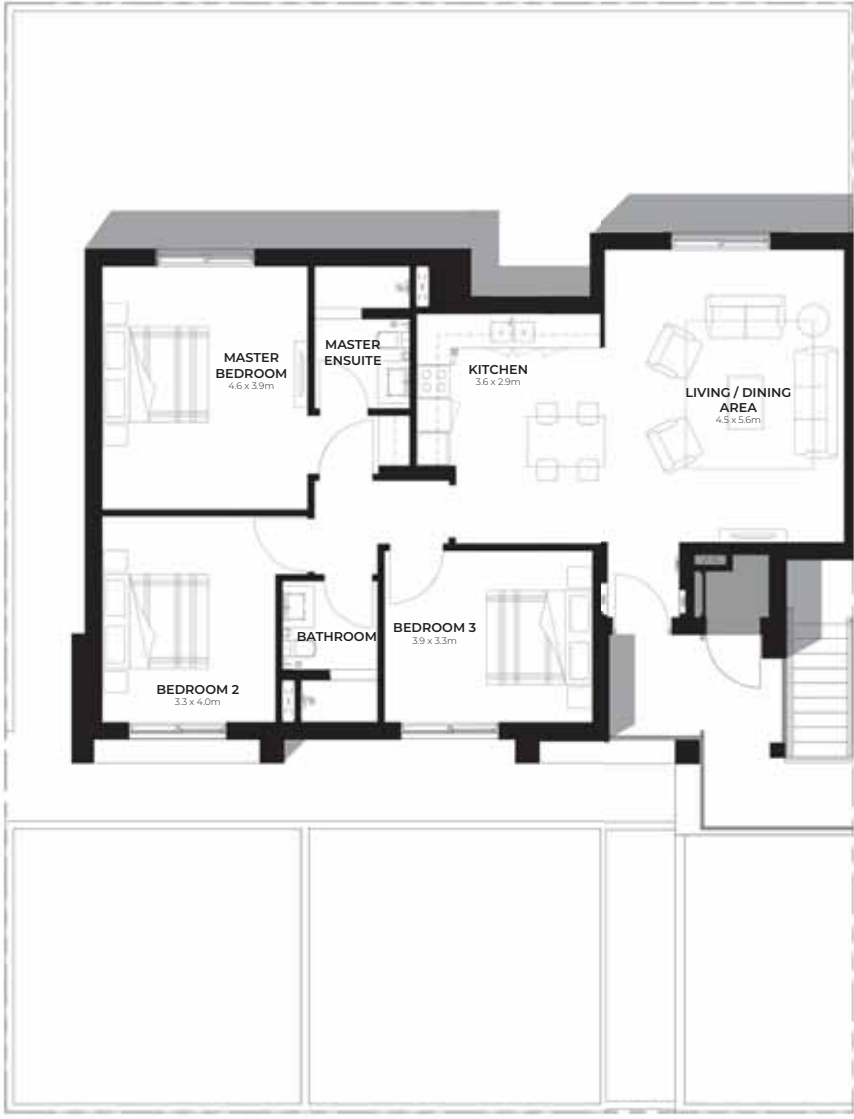 MASTER
BEDROOM
4.6 x 3.9m
MASTER
ENSUITE
KITCHEN
3.6 x 2.9m
LIVING / DINING
AREA
4.5 x 5.6m
BEDROOM 2
3.3 x 4.0m
BATHROOM
BEDROOM 3
3.9 x 3.3m